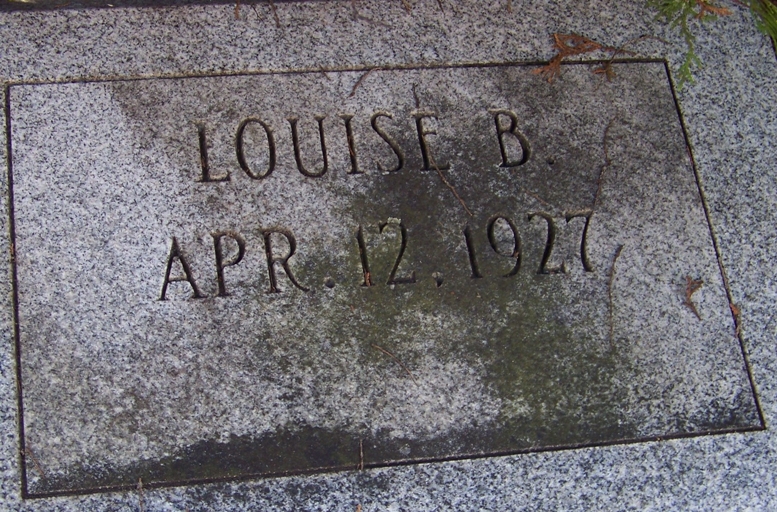 LOUISE B.
APR. 12, 1927